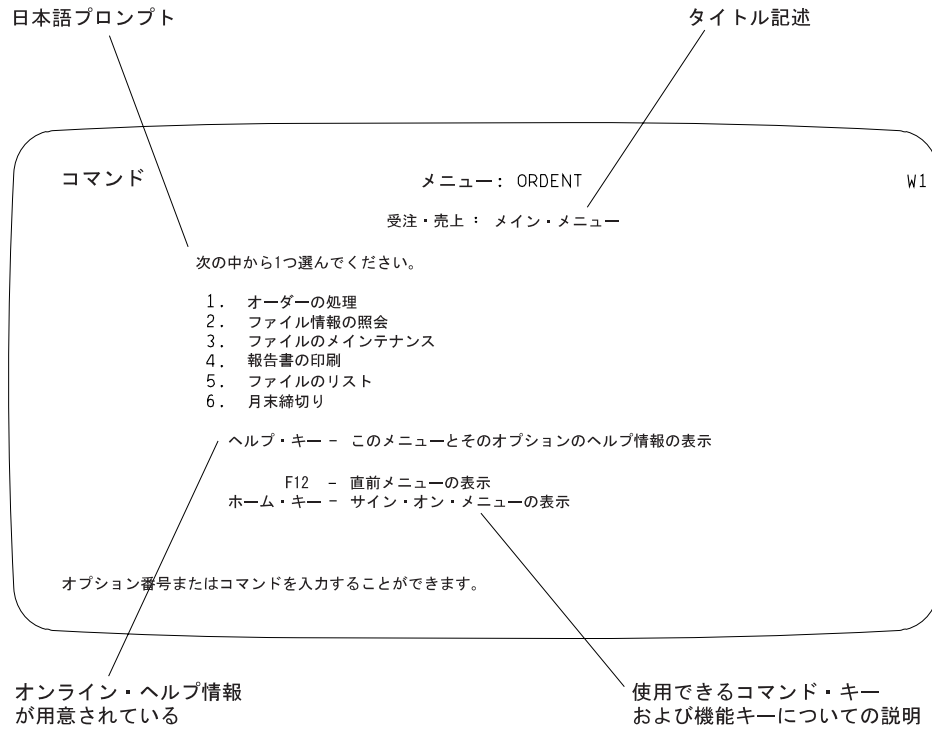 日本語プロンプト
タイトル記述
コマンド
メニュー: ORDENT
W1
受注・売上 : メイン・メニュー
次の中から1つ選んでください。
1. オーダーの処理
2. ファイル情報の照会
3. ファイルのメインテナンス
4. 報告書の印刷
5. ファイルのリスト
6. 月末締切り
ヘルプ・キー - このメニューとそのオプションのヘルプ情報の表示
F12 - 直前メニューの表示
ホーム・キー - サイン・オン・メニューの表示
オプション番号またはコマンドを入力することができます。
オンライン・ヘルプ情報
が用意されている
使用できるコマンド・キー
および機能キーについての説明